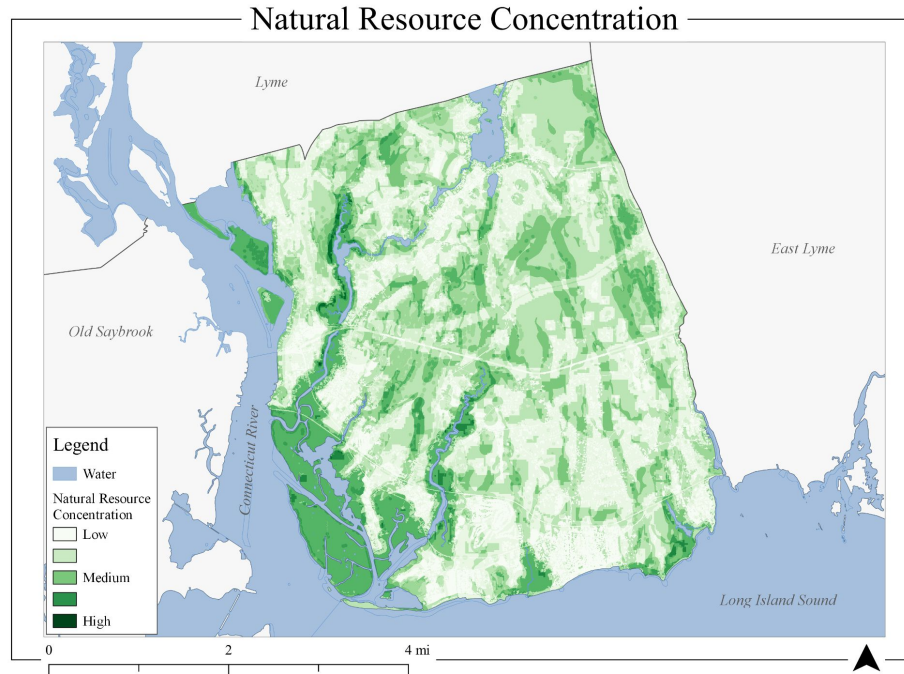 Natural Resource Concentration
Lyme
East Lyme
Old Saybrook
Connecticut River
Legend
Water
Natural Resource
Concentration
Low
Medium
High
Long Island Sound
0 2 4 mi